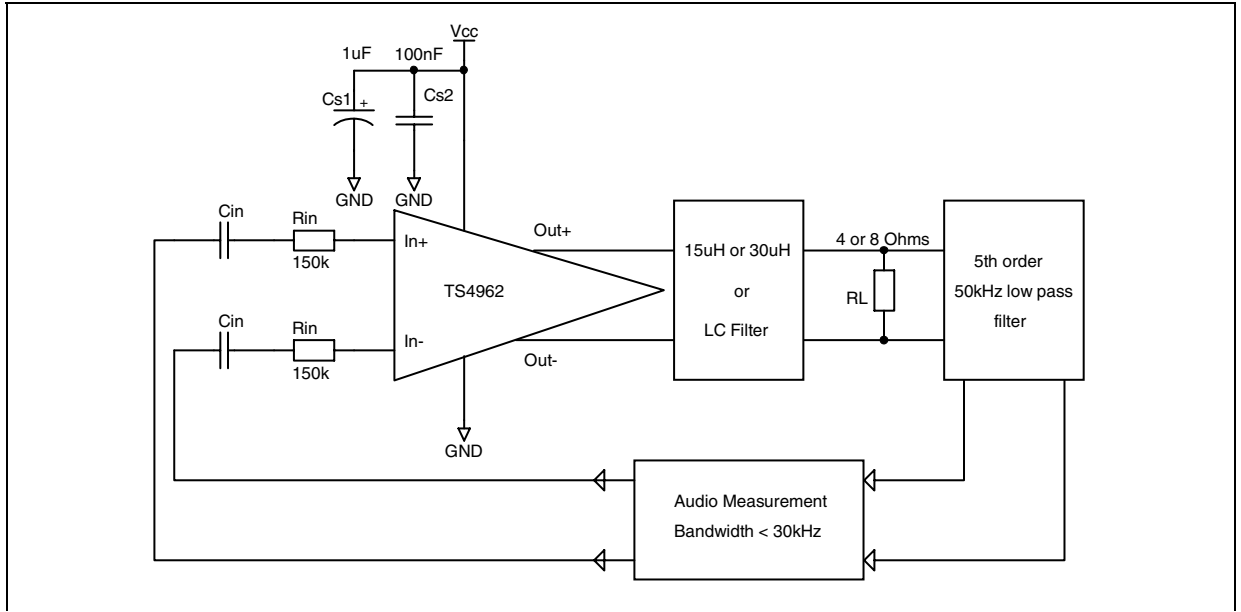 Vcc
1uF
100nF
Cs1
+
Cs2
GND
GND
Cin
Rin
150k
In+
Out+
TS4962
Cin
Rin
150k
In-
Out-
GND
15uH or 30uH
or
LC Filter
4 or 8 Ohms
RL
5th order
50kHz low pass
filter
Audio Measurement
Bandwidth < 30kHz